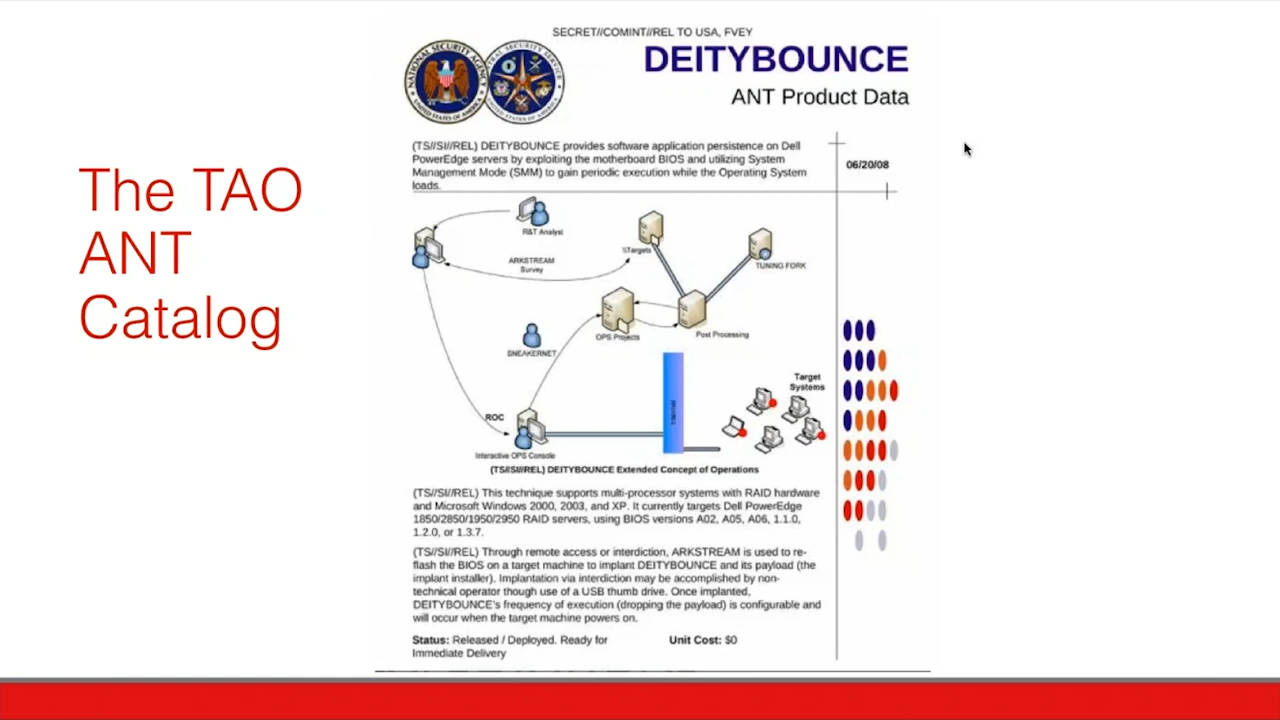 The TAO
ANT
Catalog
SECRET//COMINT//REL TO USA, FVEY
DEITYBOUNCE
ANT Product Data
(TS//SI//REL) DEITYBOUNCE provides software application persistence on Dell
PowerEdge servers by exploiting the motherboard BIOS and utilizing System
Management Mode (SMM) to gain periodic execution while the Operating System
loads.
06/20/08
R&T Analyst
ARKSTREAM
Survey
Targets
TUNING FORK
OPS Projects
Post Processing
SNEAKERNET
Target
Systems
Internet
ROC
Interactive OPS Console
(TS//SI//REL) DEITYBOUNCE Extended Concept of Operations
(TS//SI//REL) This technique supports multi-processor systems with RAID hardware
and Microsoft Windows 2000, 2003, and XP. It currently targets Dell PowerEdge
1850/2850/1950/2950 RAID servers, using BIOS versions A02, A05, A06, 1.1.0,
1.2.0, or 1.3.7.
(TS//SI//REL) Through remote access or interdiction, ARKSTREAM is used to re-
flash the BIOS on a target machine to implant DEITYBOUNCE and its payload (the
implant installer). Implantation via interdiction may be accomplished by non-
technical operator though use of a USB thumb drive. Once implanted,
DEITYBOUNCE's frequency of execution (dropping the payload) is configurable and
will occur when the target machine powers on.
Status: Released / Deployed. Ready for
Immediate Delivery
Unit Cost: $0